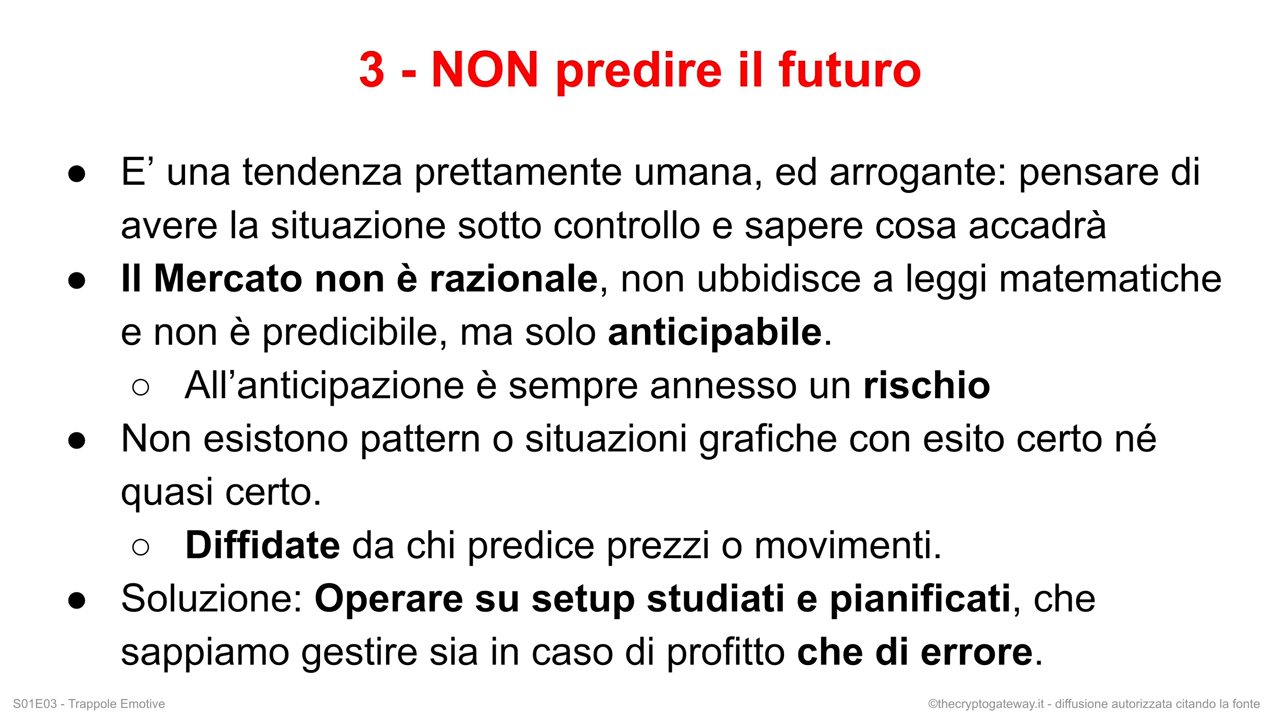 3 - NON predire il futuro
● E’ una tendenza prettamente umana, ed arrogante: pensare di
avere la situazione sotto controllo e sapere cosa accadrà
● Il Mercato non è razionale, non ubbidisce a leggi matematiche
e non è predicibile, ma solo anticipabile.
○ All’anticipazione è sempre annesso un rischio
● Non esistono pattern o situazioni grafiche con esito certo né
quasi certo.
○ Diffidate da chi predice prezzi o movimenti.
● Soluzione: Operare su setup studiati e pianificati, che
sappiamo gestire sia in caso di profitto che di errore.
S01E03 - Trappole Emotive
©thecryptogateway.it - diffusione autorizzata citando la fonte